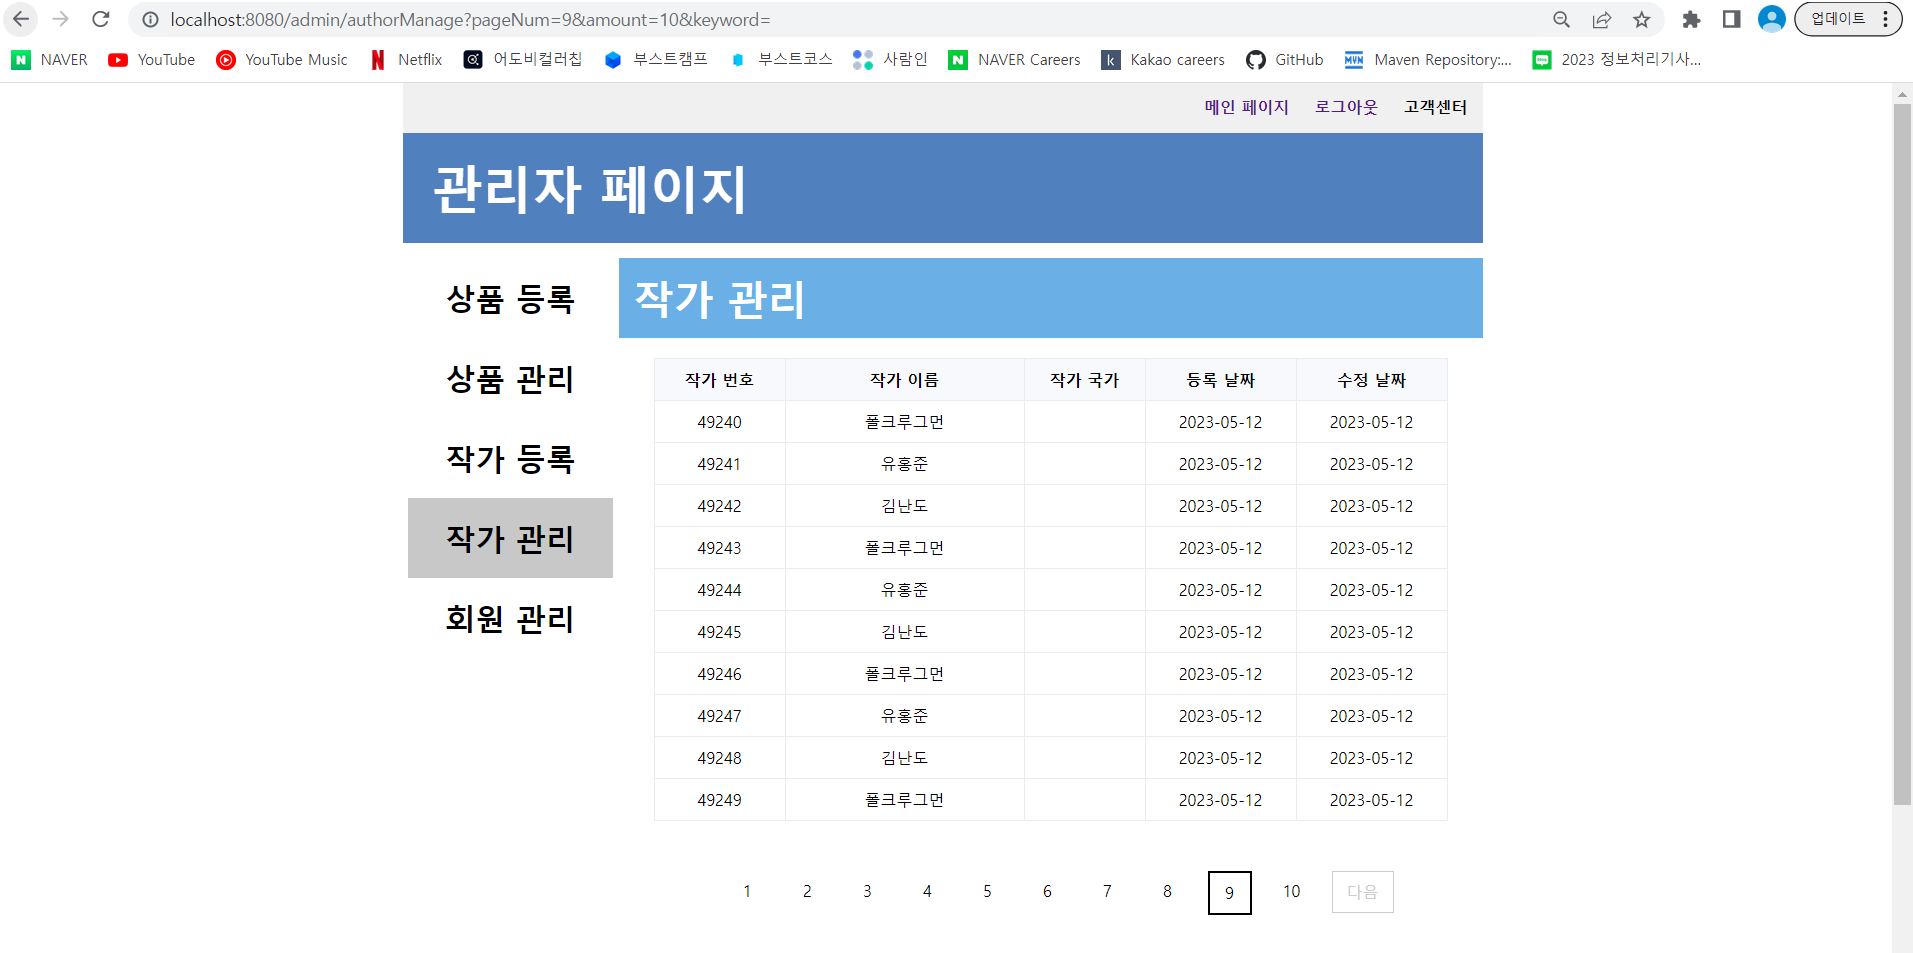 localhost:8080/admin/authorManage?pageNum=9&amount=10&keyword=
업데이트
NAVER YouTube YouTube Music Netflix 어도비컬러칩 부스트캠프 부스트코스 사람인 NAVER Careers Kakao careers GitHub Maven Repository:... 2023 정보처리기사...
메인 페이지 로그아웃 고객센터
관리자 페이지
상품 등록
상품 관리
작가 등록
작가 관리
회원 관리
작가 관리
작가 번호 작가 이름 작가 국가 등록 날짜 수정 날짜
49240 폴크루그먼 2023-05-12 2023-05-12
49241 유홍준 2023-05-12 2023-05-12
49242 김난도 2023-05-12 2023-05-12
49243 폴크루그먼 2023-05-12 2023-05-12
49244 유홍준 2023-05-12 2023-05-12
49245 김난도 2023-05-12 2023-05-12
49246 폴크루그먼 2023-05-12 2023-05-12
49247 유홍준 2023-05-12 2023-05-12
49248 김난도 2023-05-12 2023-05-12
49249 폴크루그먼 2023-05-12 2023-05-12
1 2 3 4 5 6 7 8 9 10 다음